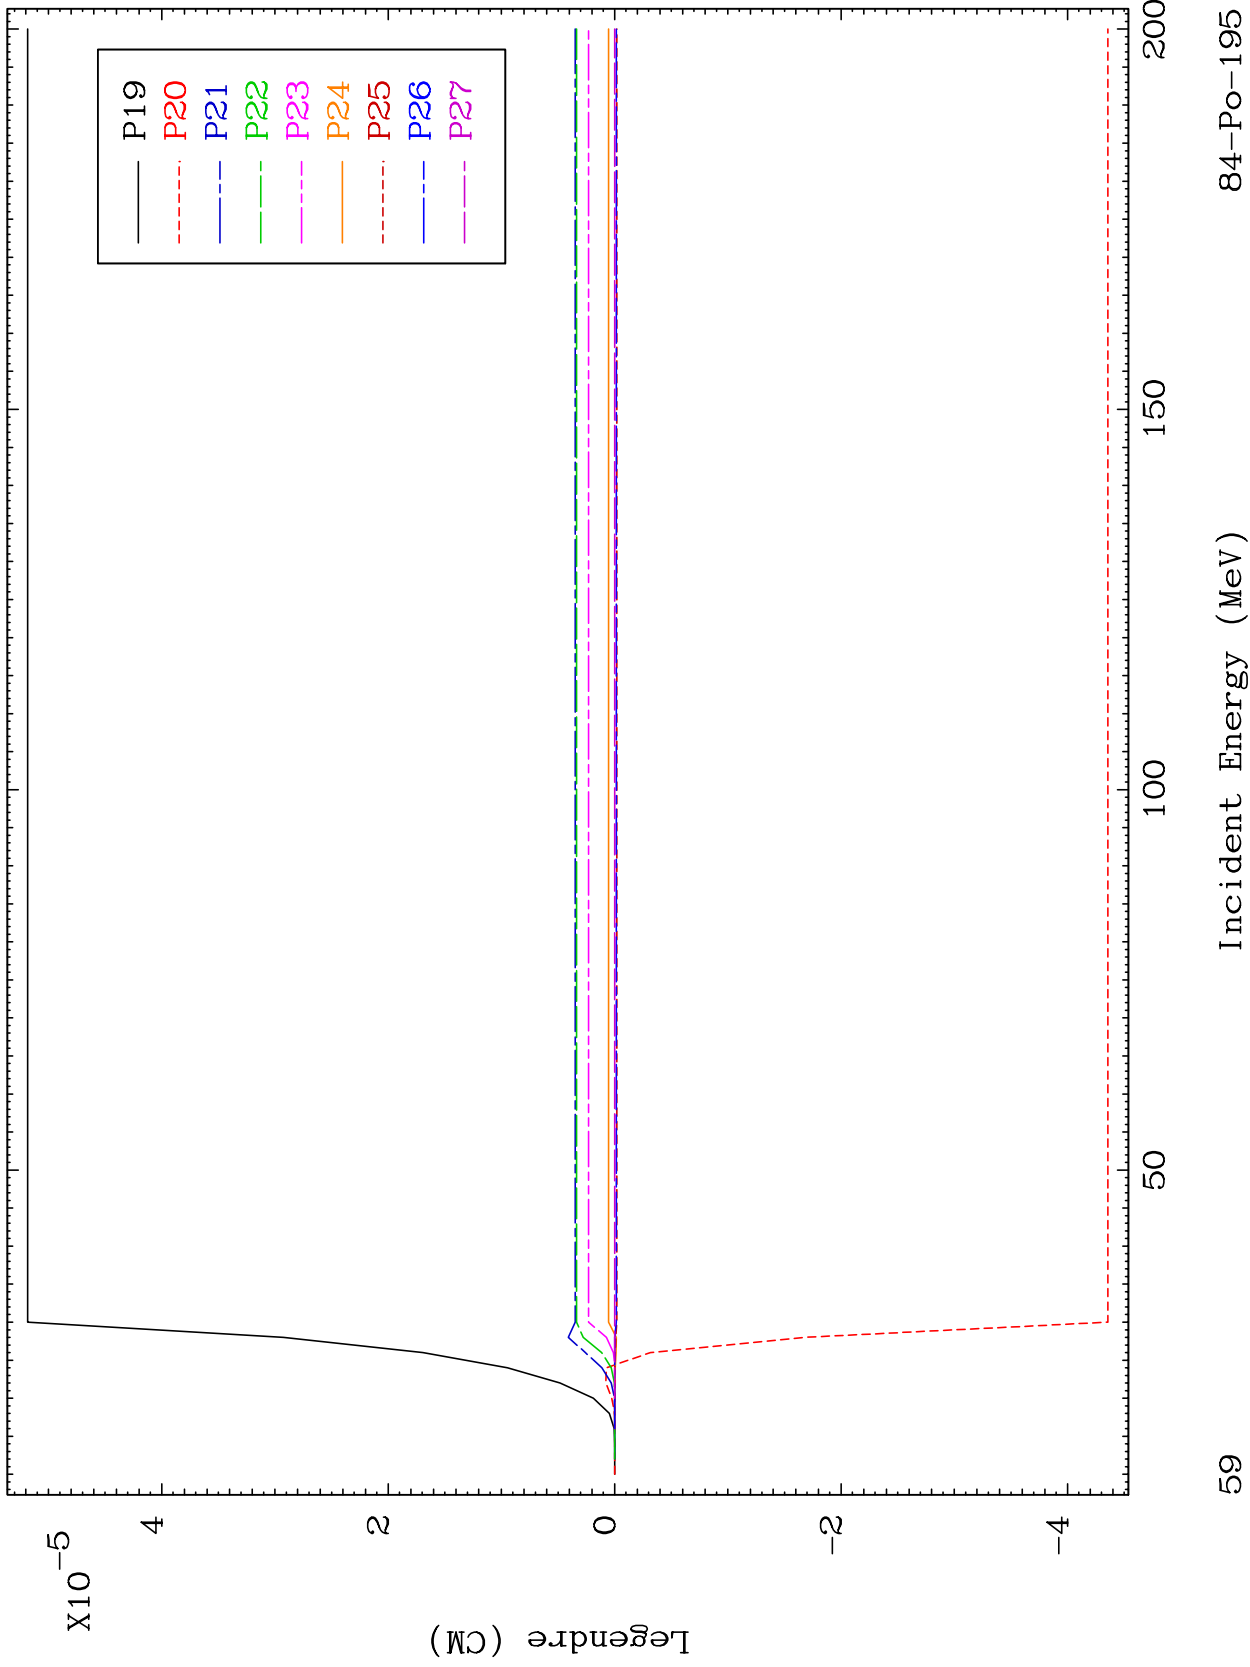 X10
-5
4
2
0
-2
-4
Legendre (CM)
P19
P20
P21
P22
P23
P24
P25
P26
P27
50
100
150
200
59
Incident Energy (MeV)
84-Po-195